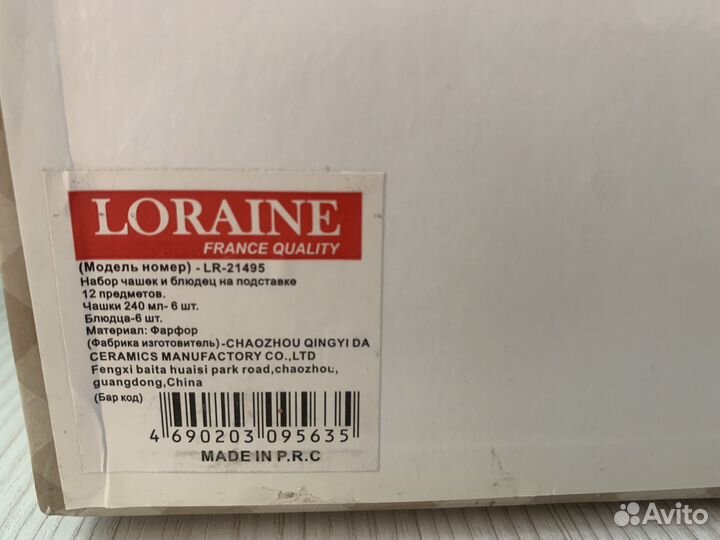 LORAINE
FRANCE QUALITY
(Модель номер) - LR-21495
Набор чашек и блюдец на подставке
12 предметов.
Чашки 240 мл- 6 шт.
Блюдца-6 шт.
Материал: Фарфор
(Фабрика изготовитель)-CHAOZHOU QINGYI DA
CERAMICS MANUFACTORY CO.,LTD
Fengxi baita huaisi park road,chaozhou,
guangdong,China
(Бар код)
4 690203 095635
MADE IN P.R.C
Avito